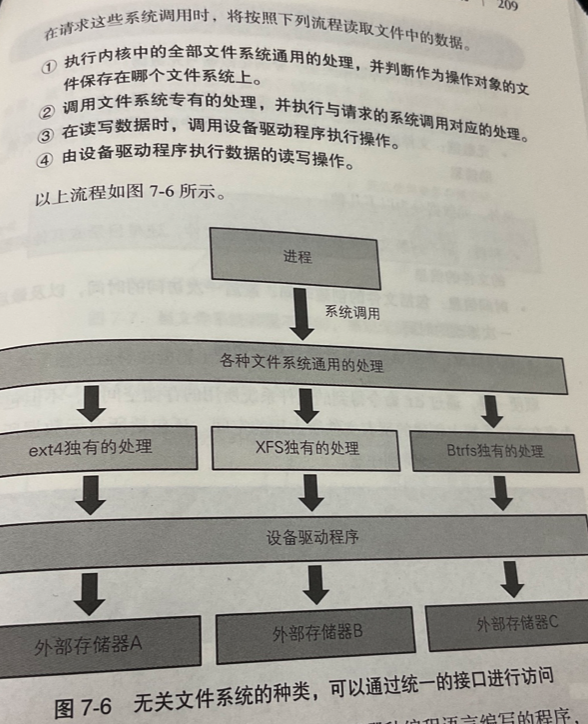 209
在请求这些系统调用时，将按照下列流程读取文件中的数据。
① 执行内核中的全部文件系统通用的处理，并判断作为操作对象的文
件保存在哪个文件系统上。
② 调用文件系统专有的处理，并执行与请求的系统调用对应的处理。
③ 在读写数据时，调用设备驱动程序执行操作。
④ 由设备驱动程序执行数据的读写操作。
以上流程如图 7-6 所示。
进程
系统调用
各种文件系统通用的处理
ext4独有的处理 XFS独有的处理 Btrfs独有的处理
设备驱动程序
外部存储器A 外部存储器B 外部存储器C
图 7-6 无关文件系统的种类，可以通过统一的接口进行访问
编程语言编写的程序